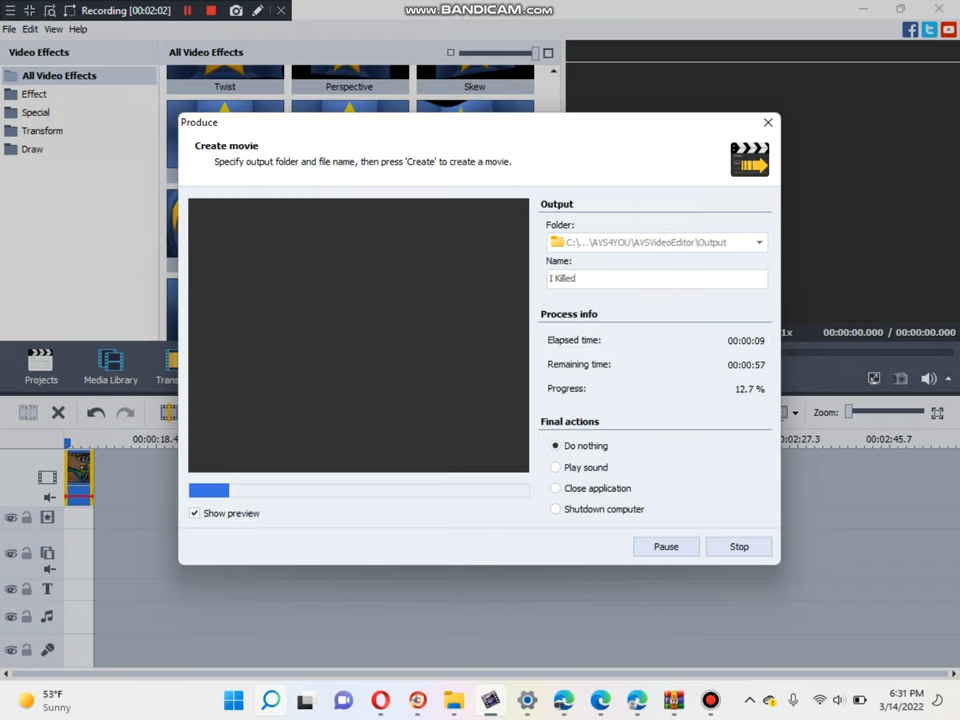 Recording [00:02:02]
www.BANDICAM.com
File Edit View Help
Video Effects
All Video Effects
Effect
Special
Transform
Draw
All Video Effects
Twist
Perspective
Skew
Produce
Create movie
Specify output folder and file name, then press 'Create' to create a movie.
Output
Folder:
C:\...\AVS4YOU\AVSVideoEditor\Output
Name:
I Killed
Process info
Elapsed time: 00:00:09
Remaining time: 00:00:57
Progress: 12.7 %
Final actions
Do nothing
Play sound
Close application
Shutdown computer
Show preview
Pause
Stop
1x 00:00:00.000 / 00:00:00.000
Projects
Media Library
Trans
Zoom:
00:00:18.4
00:02:27.3
00:02:45.7
T
53°F
Sunny
6:31 PM
3/14/2022